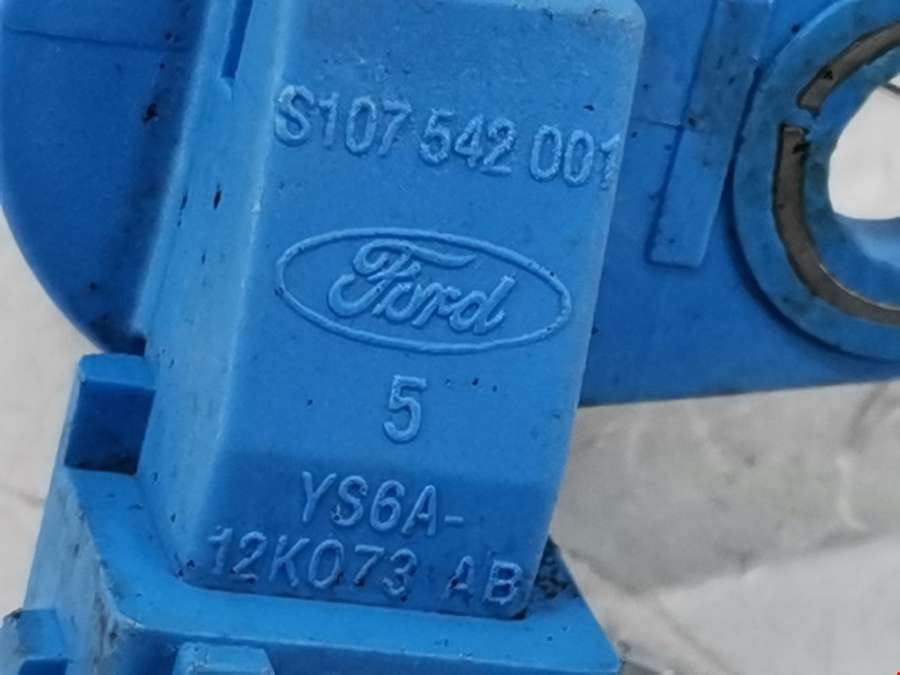 S107 542 001
Ford
5
YS6A-
12K073 AB